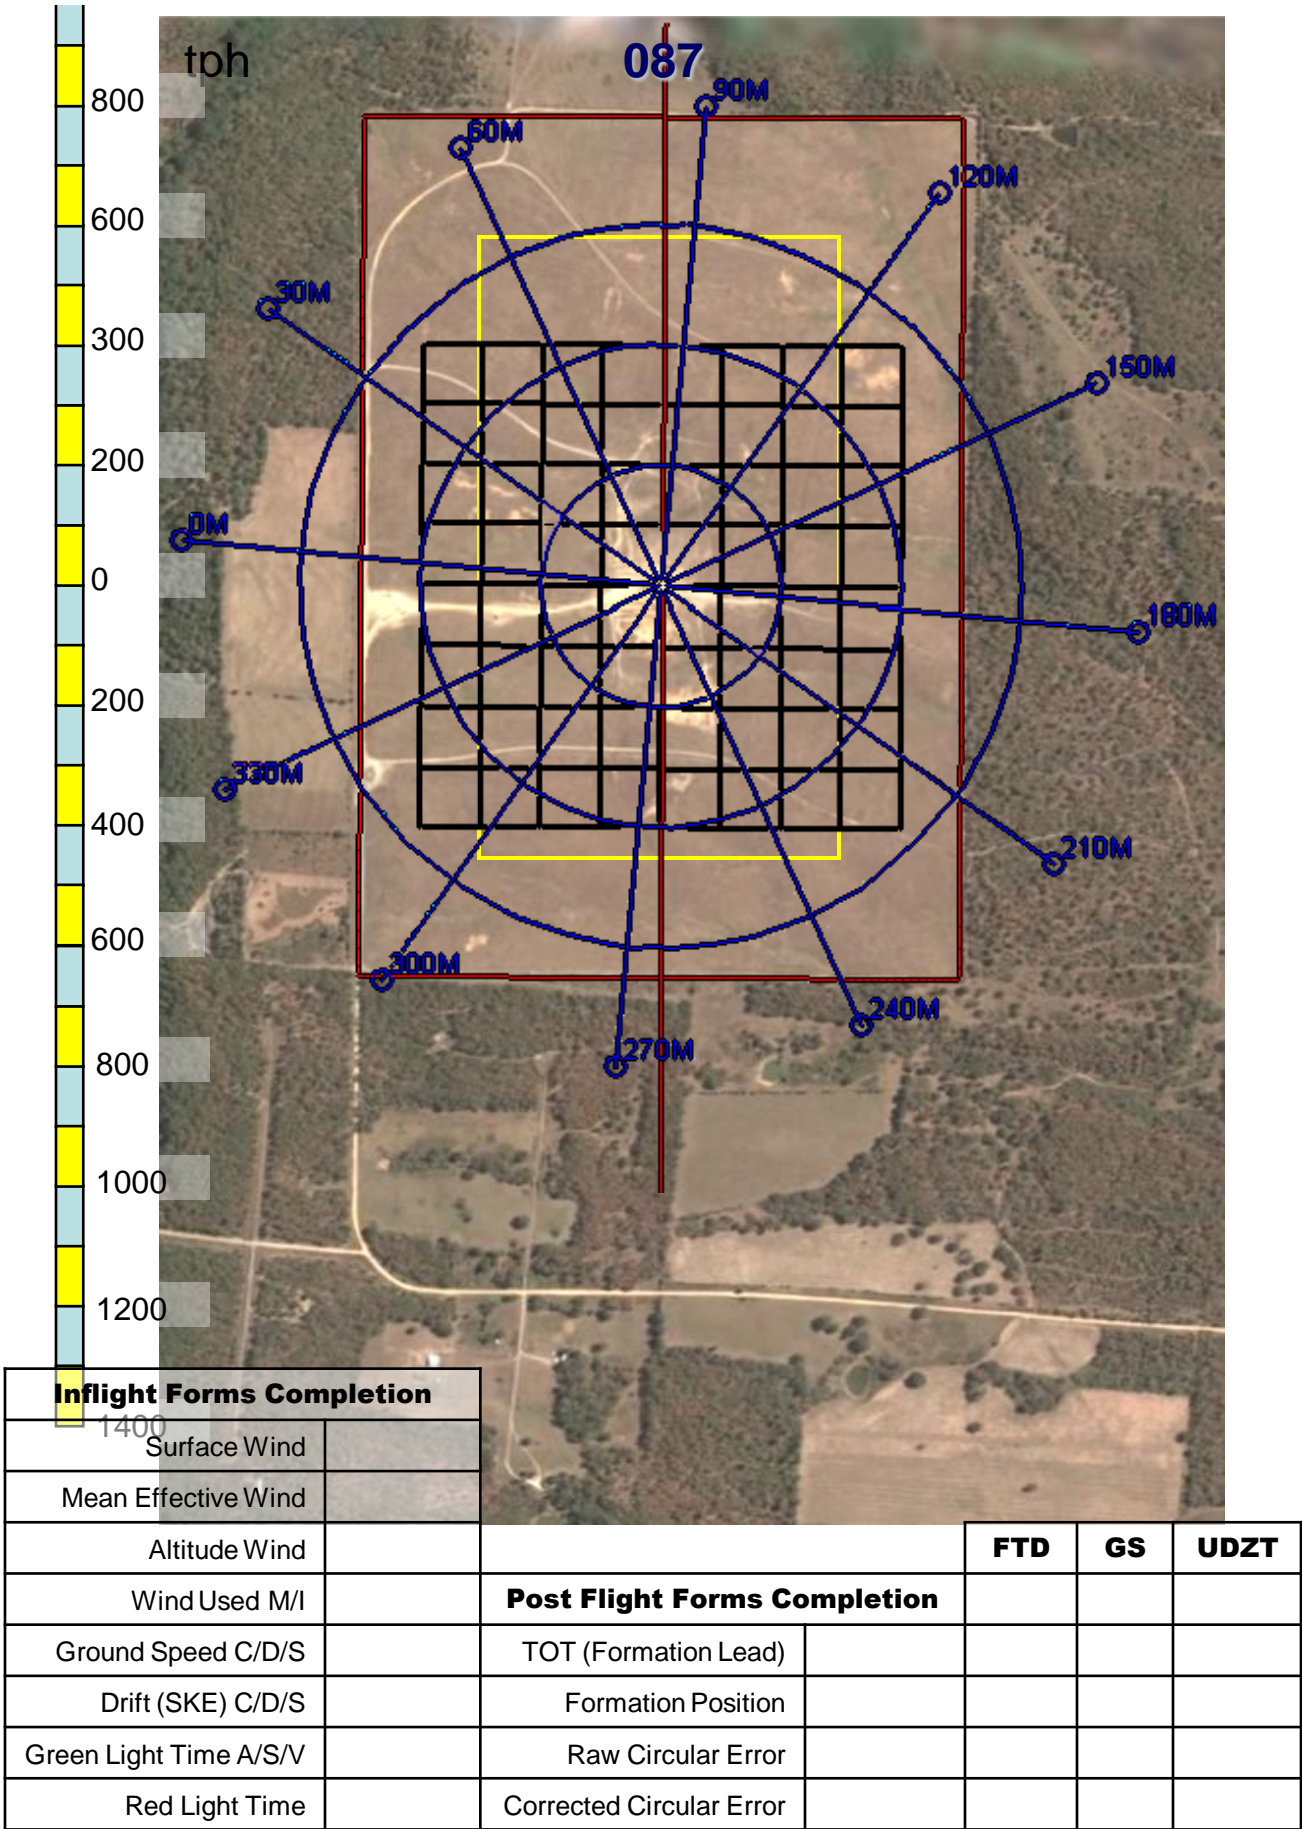 tph
087
800
90M
60M
120M
600
30M
300
150M
200
0M
0
180M
200
330M
400
210M
600
300M
240M
270M
800
1000
1200
Inflight Forms Completion
1400
Surface Wind
Mean Effective Wind
Altitude Wind
FTD GS UDZT
Wind Used M/I
Post Flight Forms Completion
Ground Speed C/D/S
TOT (Formation Lead)
Drift (SKE) C/D/S
Formation Position
Green Light Time A/S/V
Raw Circular Error
Red Light Time
Corrected Circular Error